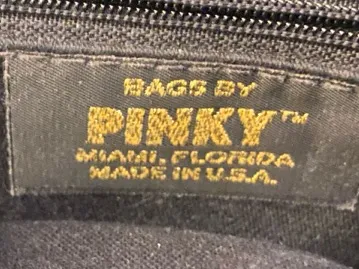 BAGS BY
PINKY™
MIAMI, FLORIDA
MADE IN U.S.A.